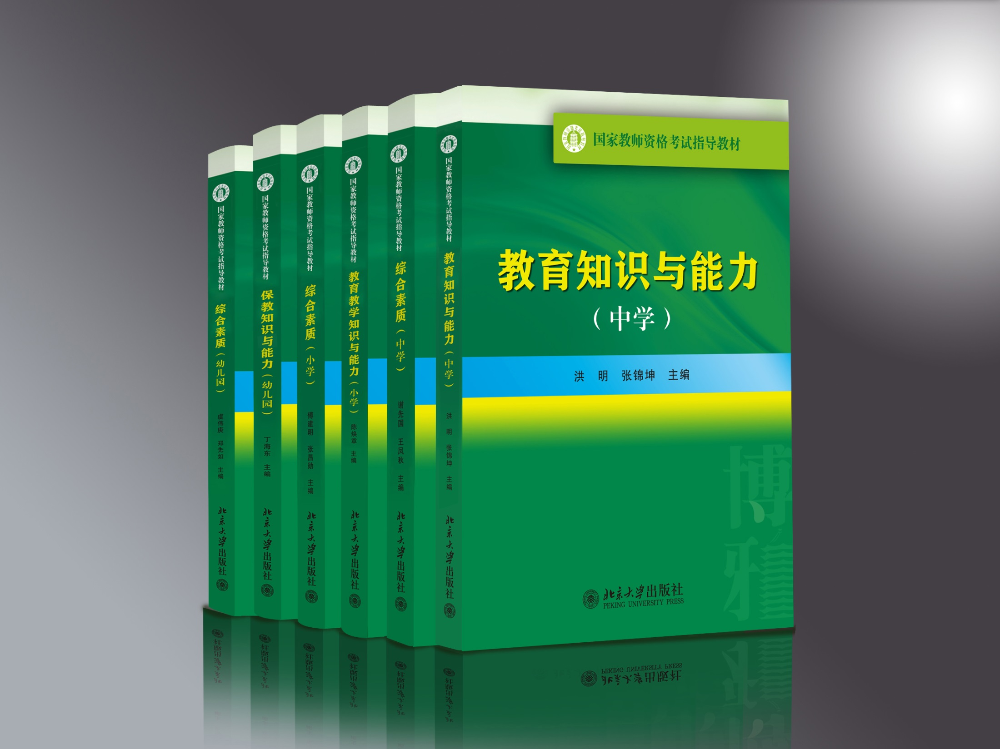 国家教师资格考试指导教材
教育知识与能力
（中学）
洪 明 张锦坤 主编
博雅
北京大学出版社
PEKING UNIVERSITY PRESS
国家教师资格考试指导教材 综合素质（幼儿园） 虞伟庚 郑先如 主编 北京大学出版社
国家教师资格考试指导教材 保教知识与能力（幼儿园） 丁海东 主编 北京大学出版社
国家教师资格考试指导教材 综合素质（小学） 傅建明 张昌勋 主编 北京大学出版社
国家教师资格考试指导教材 教育教学知识与能力（小学） 陈焕章 主编 北京大学出版社
国家教师资格考试指导教材 综合素质（中学） 谢先国 王凤秋 主编 北京大学出版社
国家教师资格考试指导教材 教育知识与能力（中学） 洪 明 张锦坤 主编 北京大学出版社